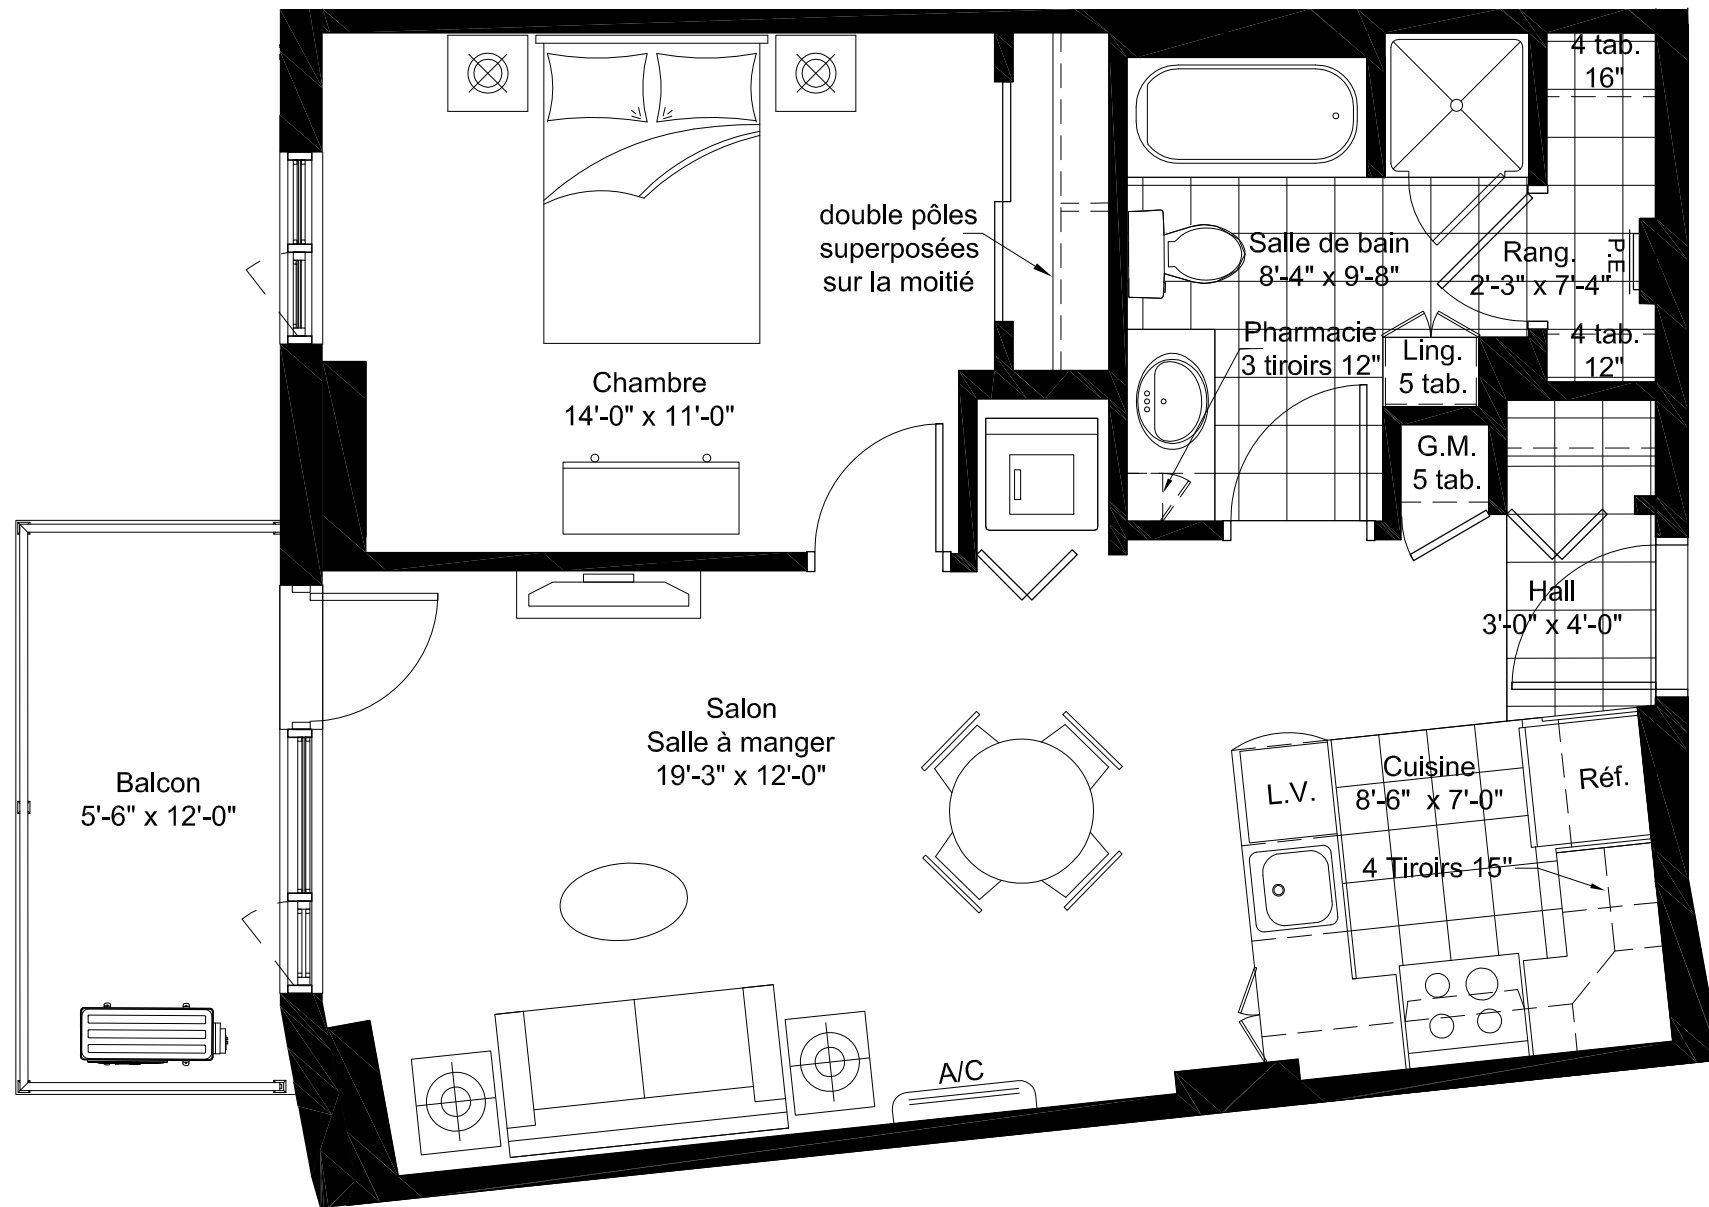 4 tab.
16"
double pôles
superposées
sur la moitié
Salle de bain
8'-4" x 9'-8"
Rang.
2'-3" x 7'-4"
P.E
Pharmacie
3 tiroirs 12"
Ling.
5 tab.
4 tab.
12"
Chambre
14'-0" x 11'-0"
G.M.
5 tab.
Hall
3'-0" x 4'-0"
Salon
Salle à manger
19'-3" x 12'-0"
Balcon
5'-6" x 12'-0"
L.V.
Cuisine
8'-6" x 7'-0"
Réf.
4 Tiroirs 15"
A/C